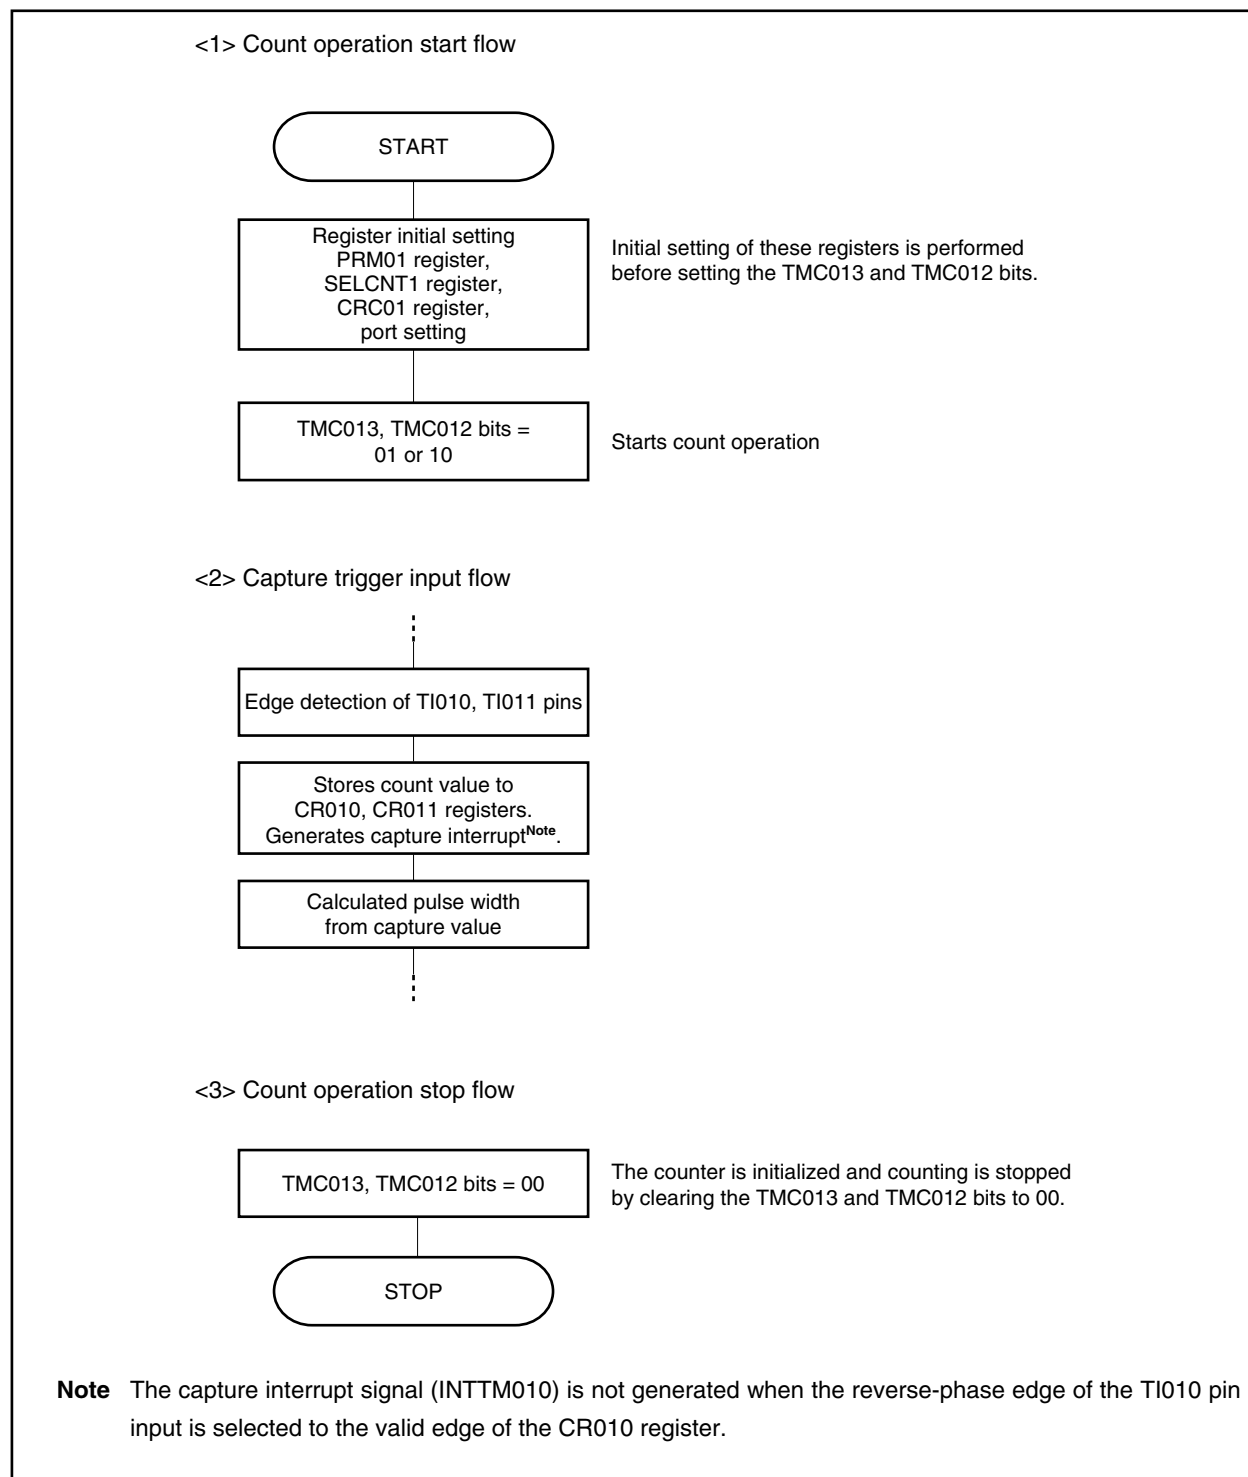 <1> Count operation start flow
START
Register initial setting
PRM01 register,
SELCNT1 register,
CRC01 register,
port setting
Initial setting of these registers is performed
before setting the TMC013 and TMC012 bits.
TMC013, TMC012 bits =
01 or 10
Starts count operation
<2> Capture trigger input flow
Edge detection of TI010, TI011 pins
Stores count value to
CR010, CR011 registers.
Generates capture interruptNote.
Calculated pulse width
from capture value
<3> Count operation stop flow
TMC013, TMC012 bits = 00
The counter is initialized and counting is stopped
by clearing the TMC013 and TMC012 bits to 00.
STOP
Note The capture interrupt signal (INTTM010) is not generated when the reverse-phase edge of the TI010 pin
input is selected to the valid edge of the CR010 register.